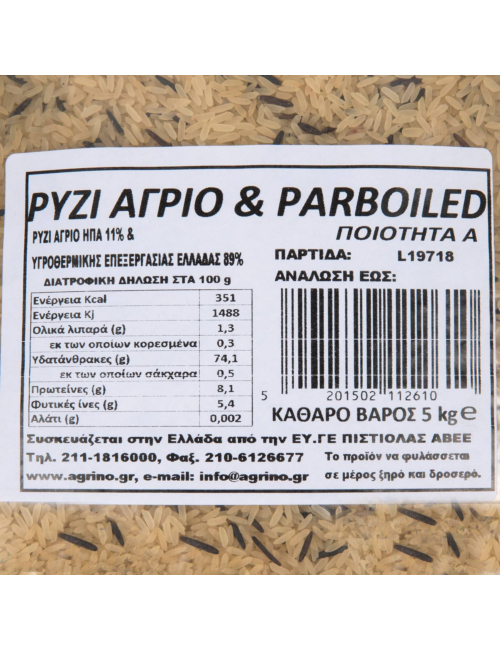 ΡΥΖΙ ΑΓΡΙΟ & PARBOILED
ΠΟΙΟΤΗΤΑ Α
ΡΥΖΙ ΑΓΡΙΟ ΗΠΑ 11% &
ΥΓΡΟΘΕΡΜΙΚΗΣ ΕΠΕΞΕΡΓΑΣΙΑΣ ΕΛΛΑΔΑΣ 89%
ΔΙΑΤΡΟΦΙΚΗ ΔΗΛΩΣΗ ΣΤΑ 100 g
Ενέργεια Kcal 351
Ενέργεια Kj 1488
Ολικά λιπαρά (g) 1,3
εκ των οποίων κορεσμένα 0,3
Υδατάνθρακες (g) 74,1
εκ των οποίων σάκχαρα 0,5
Πρωτείνες (g) 8,1
Φυτικές ίνες (g) 5,4
Αλάτι (g) 0,002
ΠΑΡΤΙΔΑ: L19718
ΑΝΑΛΩΣΗ ΕΩΣ:
5 201502 112610
ΚΑΘΑΡΟ ΒΑΡΟΣ 5 kg ℮
Συσκευάζεται στην Ελλάδα από την ΕΥ.ΓΕ ΠΙΣΤΙΟΛΑΣ ΑΒΕΕ
Τηλ. 211-1816000, Φαξ. 210-6126677
www.agrino.gr, e-mail: info@agrino.gr
Το προϊόν να φυλάσσεται
σε μέρος ξηρό και δροσερό.